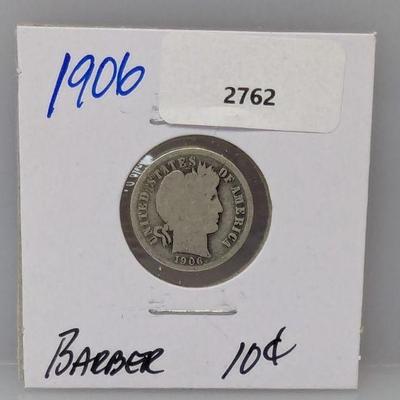 1906
2762
UNITED STATES OF AMERICA
1906
BARBER 10¢